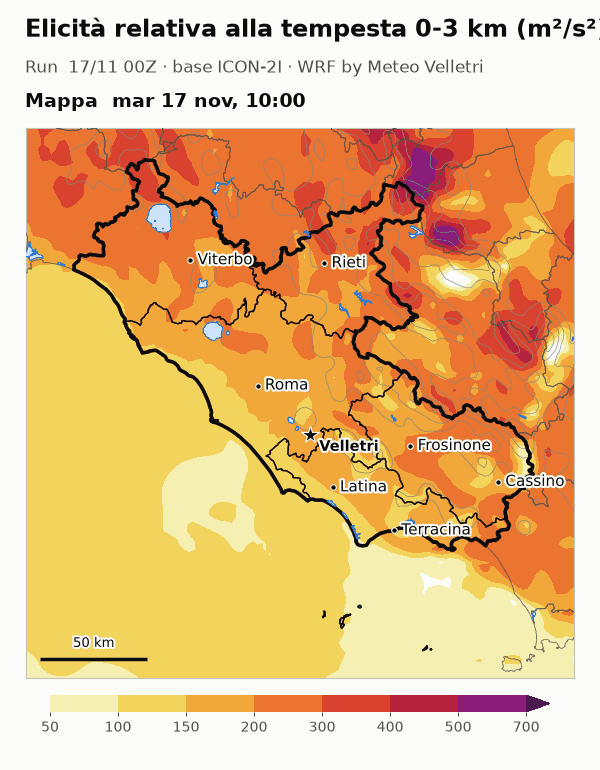 Elicità relativa alla tempesta 0-3 km (m²/s²)
Run  17/11 00Z · base ICON-2I · WRF by Meteo Velletri
Mappa  mar 17 nov, 10:00
Viterbo
Rieti
Roma
Velletri
Frosinone
Cassino
Latina
Terracina
50 km
50 100 150 200 300 400 500 700